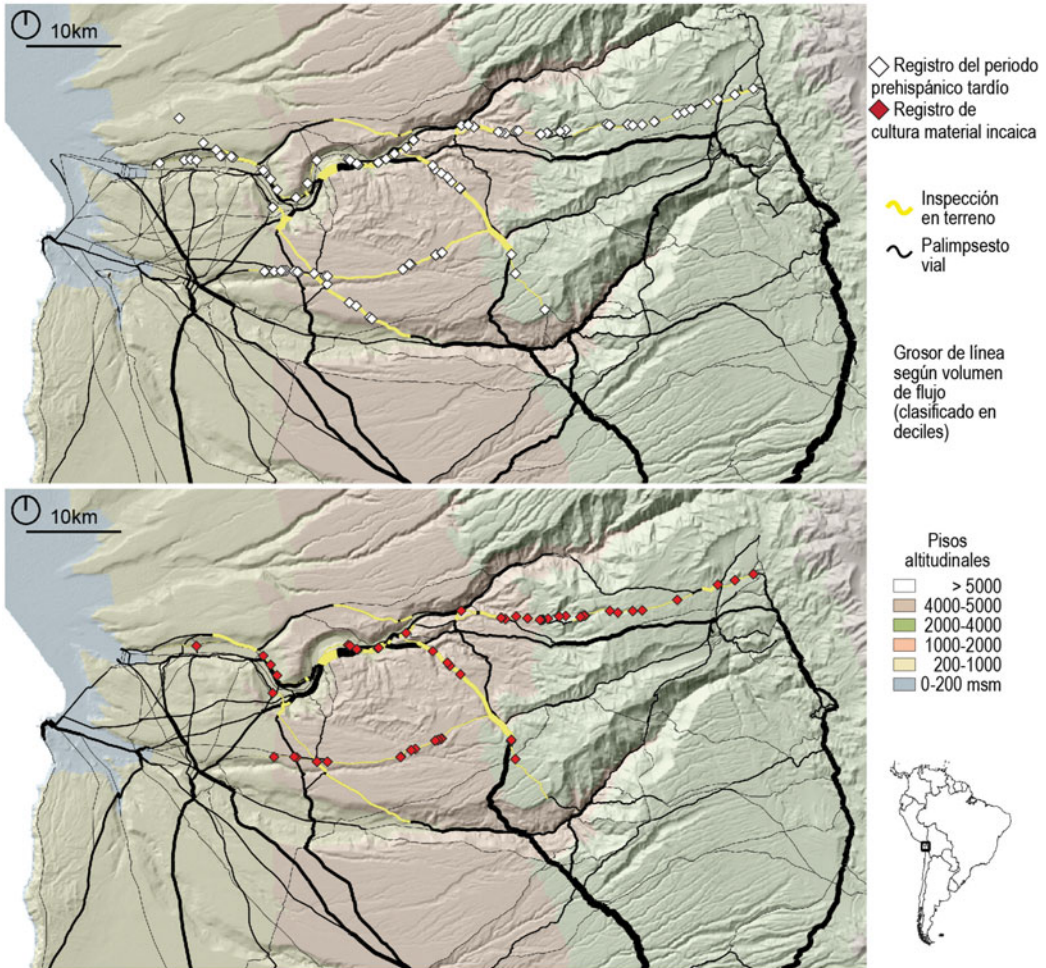 10km
Registro del periodo
prehispánico tardío
Registro de
cultura material incaica
Inspección
en terreno
Palimpsesto
vial
Grosor de línea
según volumen
de flujo
(clasificado en
deciles)
10km
Pisos
altitudinales
> 5000
4000-5000
2000-4000
1000-2000
200-1000
0-200 msm